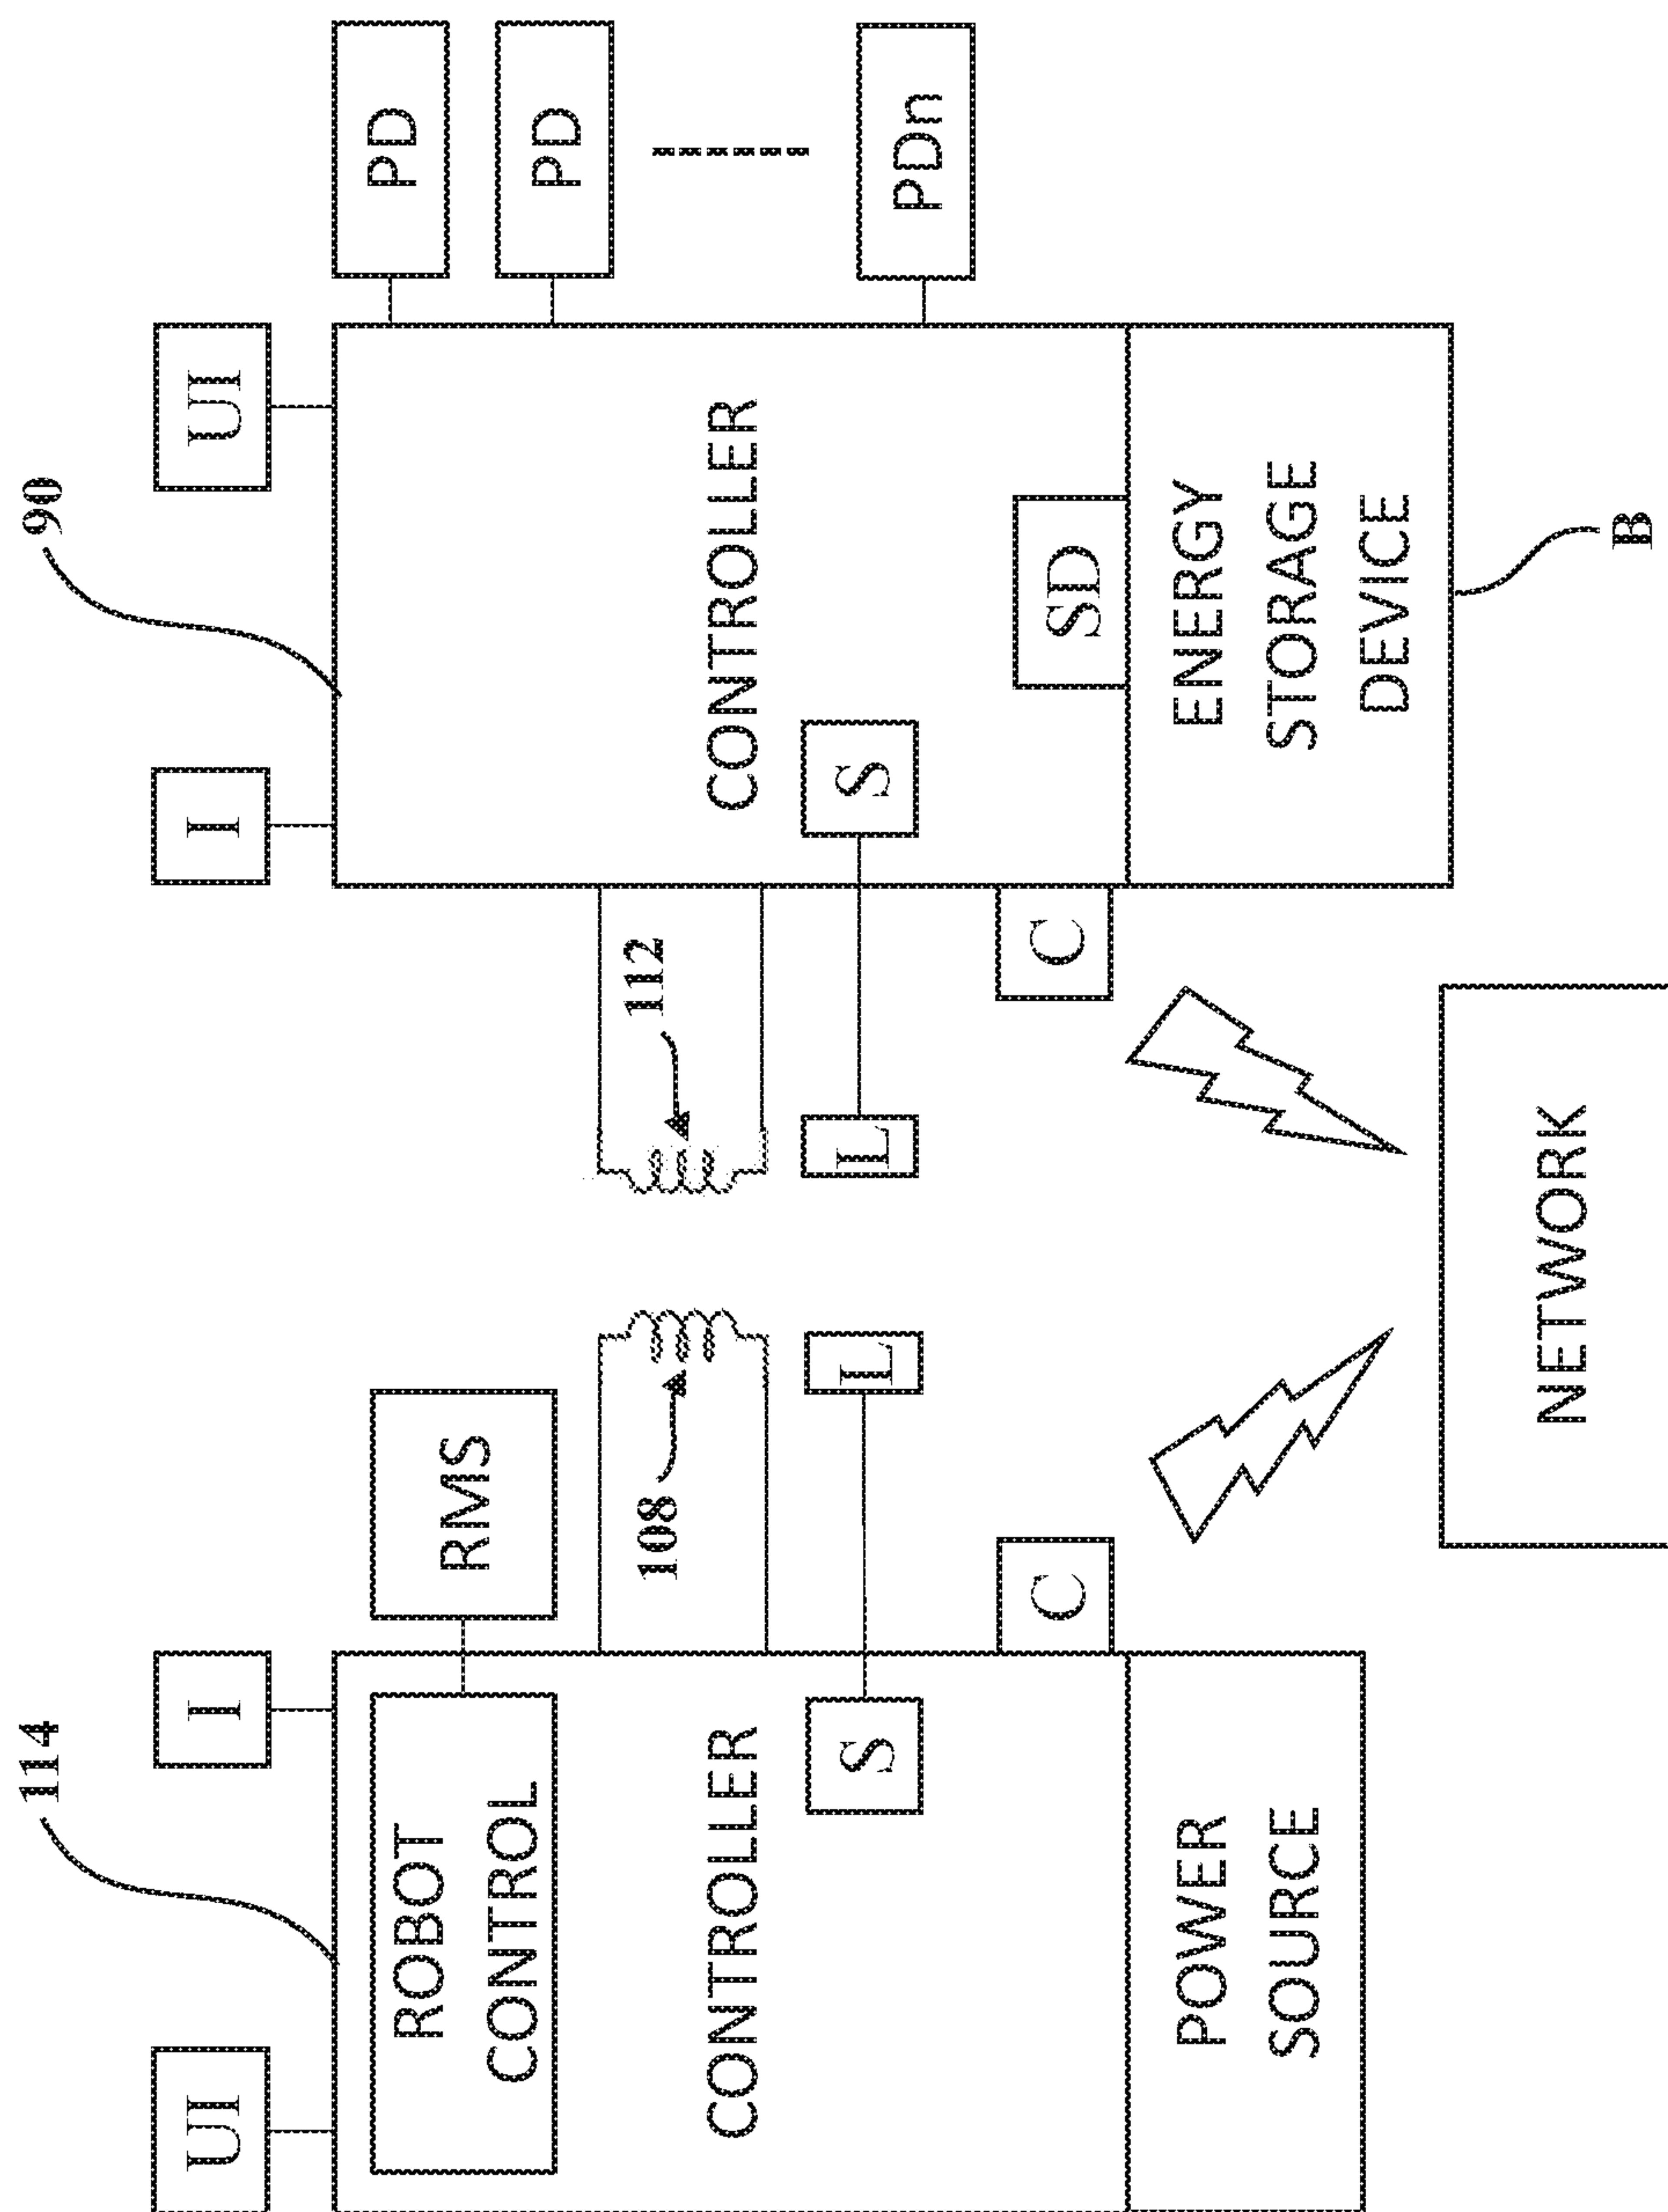 114
90
UI
I
I
UI
ROBOT
CONTROL
RMS
PD
PD
PDn
108
112
CONTROLLER
CONTROLLER
S
L
L
S
C
C
SD
POWER
SOURCE
ENERGY
STORAGE
DEVICE
NETWORK
B